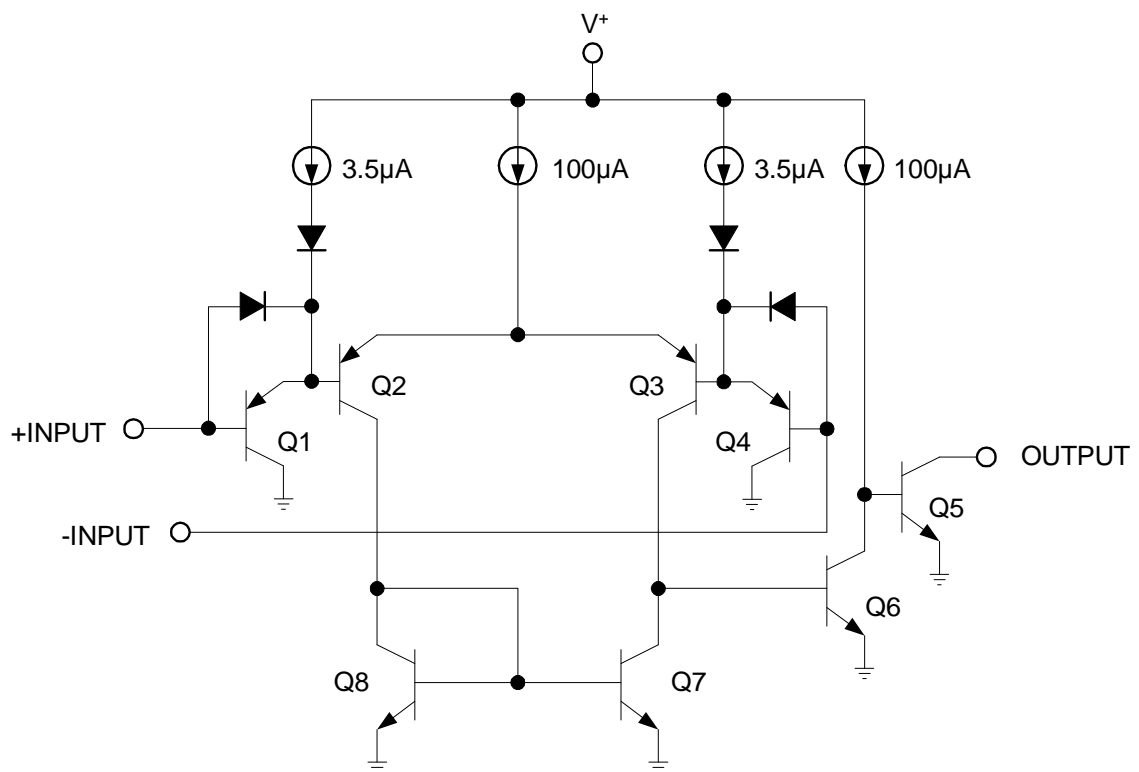 V+
3.5µA
100µA
3.5µA
100µA
Q2
Q3
+INPUT
Q1
Q4
OUTPUT
Q5
-INPUT
Q6
Q8
Q7